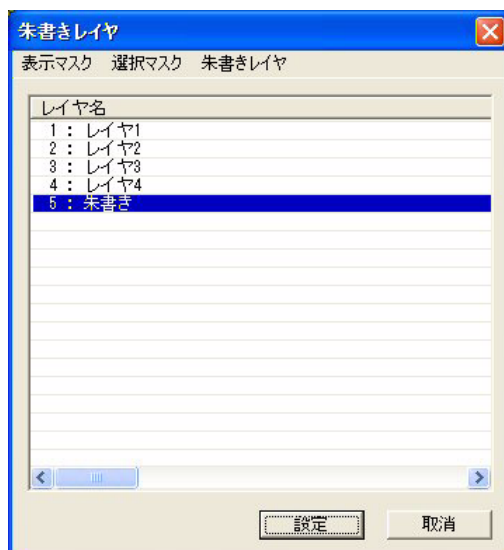 朱書きレイヤ
表示マスク 選択マスク 朱書きレイヤ
レイヤ名
1 : レイヤ1
2 : レイヤ2
3 : レイヤ3
4 : レイヤ4
5 : 朱書き
設定 取消